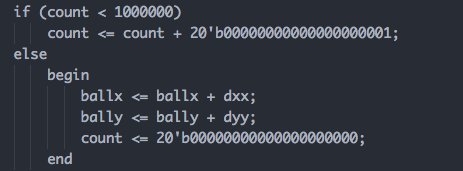 if (count < 1000000)
    count <= count + 20'b00000000000000000001;
else
    begin
        ballx <= ballx + dxx;
        bally <= bally + dyy;
        count <= 20'b00000000000000000000;
    end